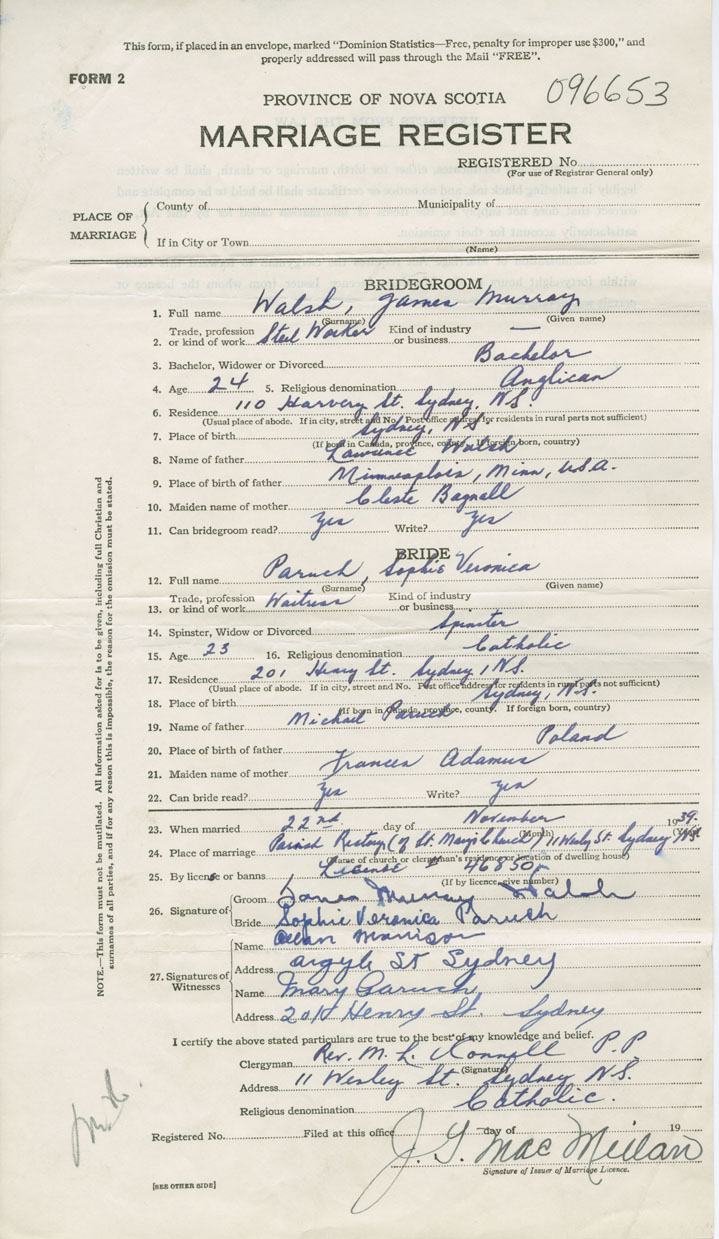 This form, if placed in an envelope, marked "Dominion Statistics—Free, penalty for improper use $300," and
properly addressed will pass through the Mail "FREE".
FORM 2
096653
PROVINCE OF NOVA SCOTIA
MARRIAGE REGISTER
REGISTERED No.
(For use of Registrar General only)
PLACE OF MARRIAGE
County of Municipality of
If in City or Town
(Name)
BRIDEGROOM
1. Full name Walsh, James Murray
(Surname) (Given name)
2. Trade, profession or kind of work Steel Worker Kind of industry or business —
3. Bachelor, Widower or Divorced Bachelor
4. Age 24 5. Religious denomination Anglican
6. Residence 110 Harvery St. Sydney, N.S.
(Usual place of abode. If in city, street and No. Post office address for residents in rural parts not sufficient)
7. Place of birth Sydney, NS
(If born in Canada, province, county. If foreign born, country)
8. Name of father Lawrence Walsh
9. Place of birth of father Minneaplois, Minn, U.S.A.
10. Maiden name of mother Celeste Bagnall
11. Can bridegroom read? Yes Write? Yes
BRIDE
12. Full name Paruch, Sophie Veronica
(Surname) (Given name)
13. Trade, profession or kind of work Waitress Kind of industry or business
14. Spinster, Widow or Divorced Spinster
15. Age 23 16. Religious denomination Catholic
17. Residence 201 Henry St. Sydney, N.S.
(Usual place of abode. If in city, street and No. Post office address for residents in rural parts not sufficient)
18. Place of birth Sydney, N.S.
(If born in Canada, province, county. If foreign born, country)
19. Name of father Michael Paruch
20. Place of birth of father Poland
21. Maiden name of mother Frances Adamus
22. Can bride read? Yes Write? Yes
23. When married 22nd day of November 1939.
(Month) (Year)
24. Place of marriage Parish Rectory (of St. Mary's Church) 11 Wesley St. Sydney NS.
(Name of church or clergyman's residence or location of dwelling house)
25. By license or banns License # 46850
(If by licence, give number)
26. Signature of
Groom James Murray Walsh
Bride Sophie Veronica Paruch
27. Signatures of Witnesses
Name Allan Morrison
Address Argyle St Sydney
Name Mary Paruch
Address 201 Henry St. Sydney
I certify the above stated particulars are true to the best of my knowledge and belief.
Clergyman Rev. M. L. P.P.
(Signature)
Address 11 Wesley St. Sydney N.S.
Religious denomination Catholic.
Registered No. Filed at this office day of 19
J. G. MacMillan
Signature of Issuer of Marriage Licence.
[SEE OTHER SIDE]
NOTE.—This form must not be mutilated. All Information asked for is to be given, including full Christian and
surnames of all parties, and if for any reason this is impossible, the reason for the omission must be stated.